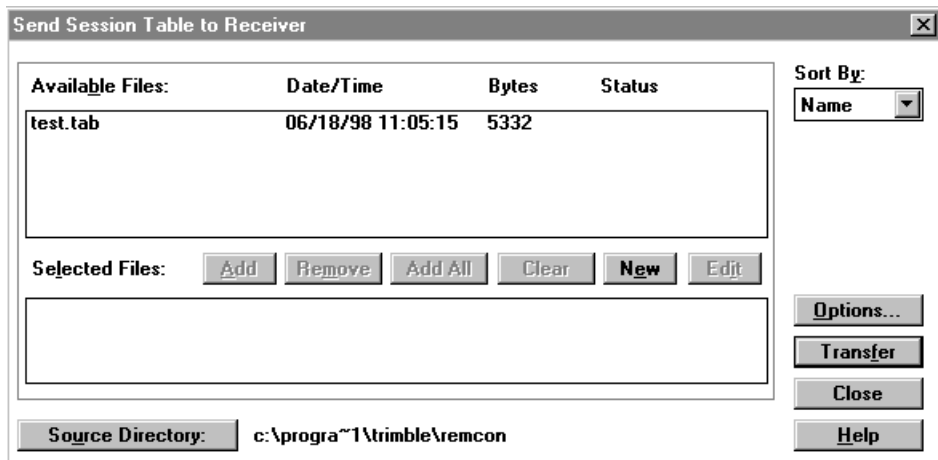 Send Session Table to Receiver
Available Files: Date/Time Bytes Status
test.tab 06/18/98 11:05:15 5332
Sort By:
Name
Selected Files: Add Remove Add All Clear New Edit
Options...
Transfer
Close
Source Directory: c:\progra~1\trimble\remcon
Help